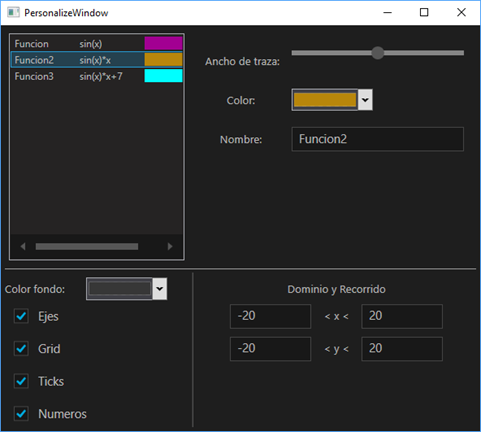 PersonalizeWindow
Funcion sin(x)
Funcion2 sin(x)*x
Funcion3 sin(x)*x+7
Ancho de traza:
Color:
Nombre: Funcion2
Color fondo:
Ejes
Grid
Ticks
Numeros
Dominio y Recorrido
-20 < x < 20
-20 < y < 20